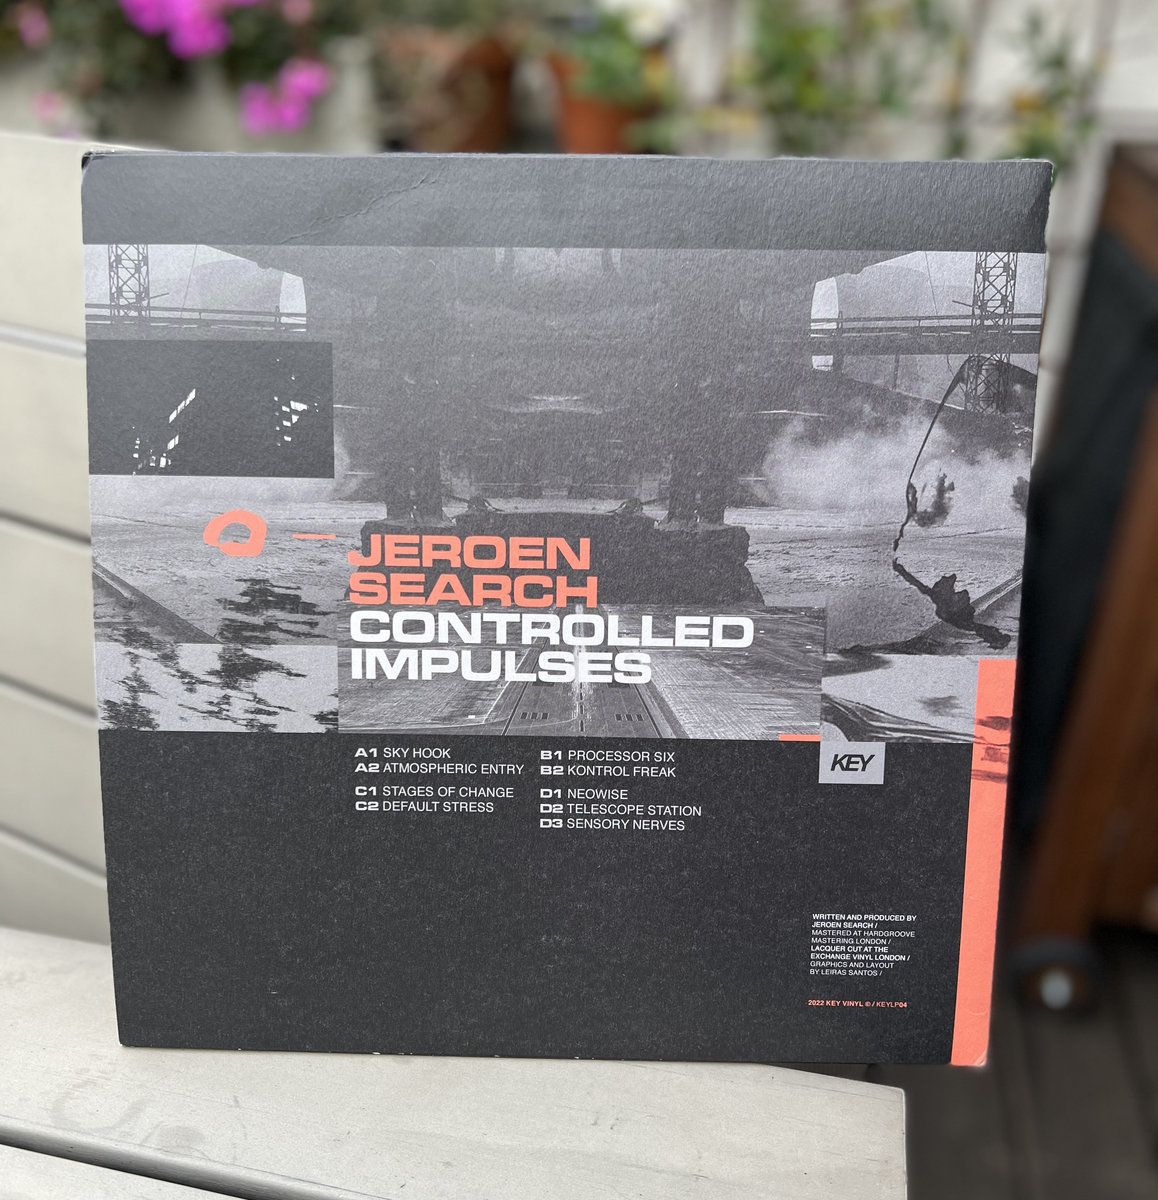 JEROEN
SEARCH
CONTROLLED
IMPULSES
A1 SKY HOOK
A2 ATMOSPHERIC ENTRY
B1 PROCESSOR SIX
B2 KONTROL FREAK
C1 STAGES OF CHANGE
C2 DEFAULT STRESS
D1 NEOWISE
D2 TELESCOPE STATION
D3 SENSORY NERVES
KEY
WRITTEN AND PRODUCED BY
JEROEN SEARCH /
MASTERED AT HARDGROOVE
MASTERING LONDON /
LACQUER CUT AT THE
EXCHANGE VINYL LONDON /
GRAPHICS AND LAYOUT
BY LEIRAS SANTOS /
2022 KEY VINYL © / KEYLP04